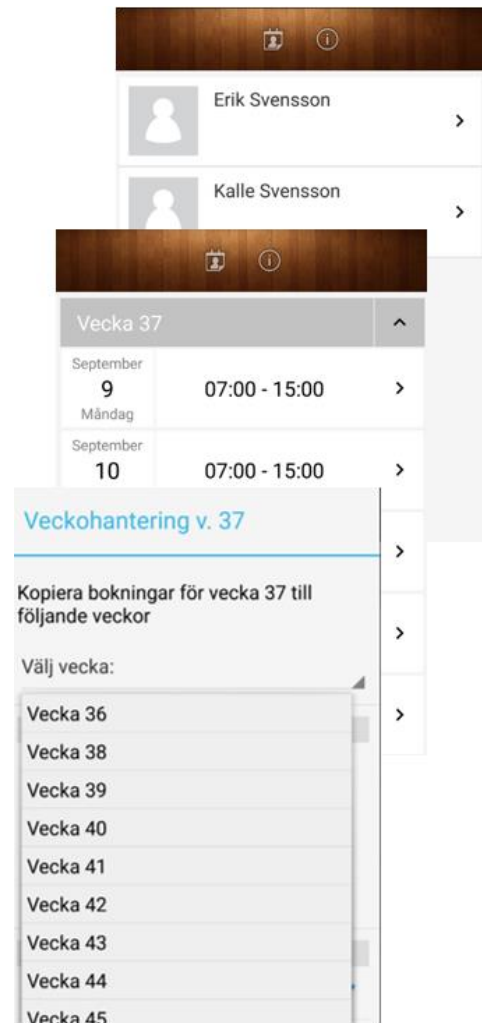 Erik Svensson
Kalle Svensson
Vecka 37
September
9
Måndag
07:00 - 15:00
September
10
07:00 - 15:00
Veckohantering v. 37
Kopiera bokningar för vecka 37 till
följande veckor
Välj vecka:
Vecka 36
Vecka 38
Vecka 39
Vecka 40
Vecka 41
Vecka 42
Vecka 43
Vecka 44
Vecka 45